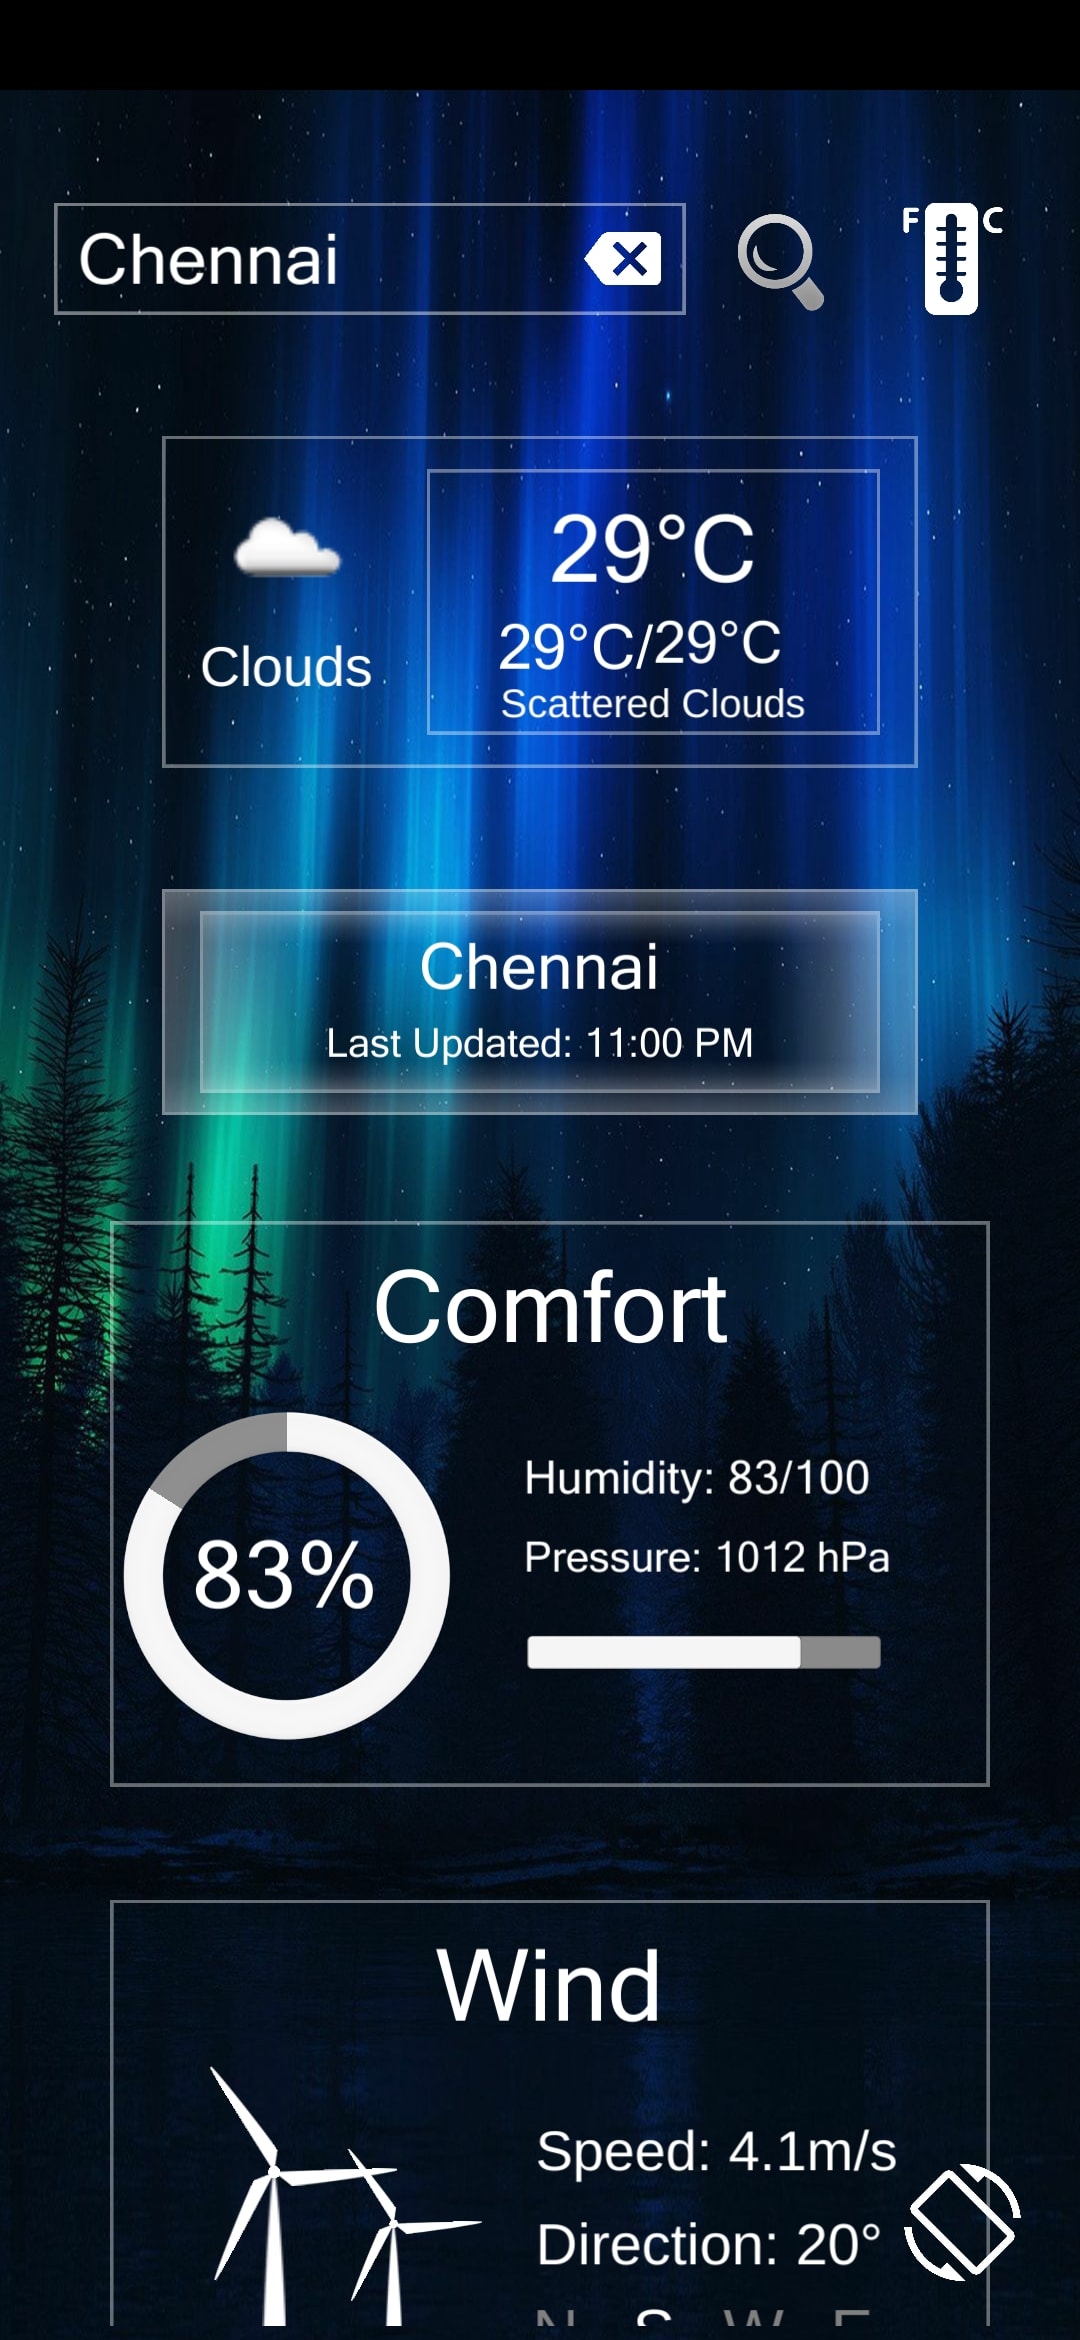 Chennai
F C
29°C
29°C/29°C
Clouds
Scattered Clouds
Chennai
Last Updated: 11:00 PM
Comfort
83%
Humidity: 83/100
Pressure: 1012 hPa
Wind
Speed: 4.1m/s
Direction: 20°
N S W E